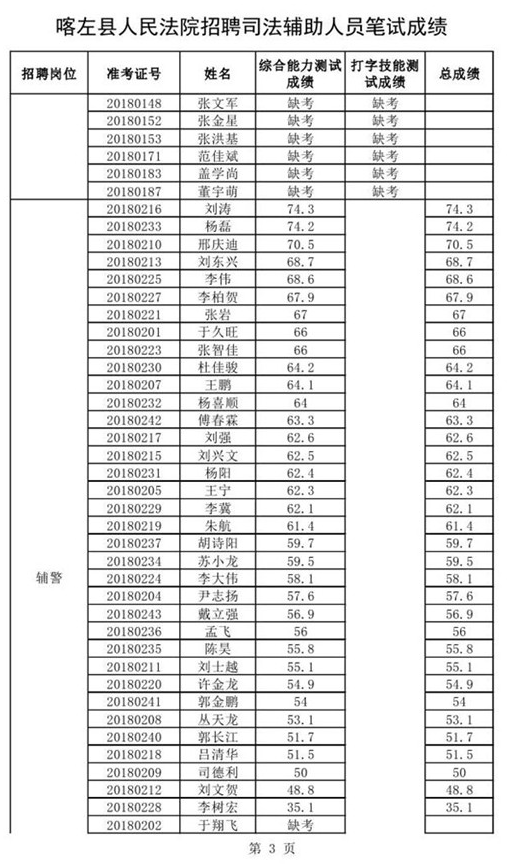 喀左县人民法院招聘司法辅助人员笔试成绩
招聘岗位 准考证号 姓名 综合能力测试成绩 打字技能测试成绩 总成绩
20180148 张文军 缺考 缺考
20180152 张金星 缺考 缺考
20180153 张洪基 缺考 缺考
20180171 范佳斌 缺考 缺考
20180183 盖学尚 缺考 缺考
20180187 董宇萌 缺考 缺考
20180216 刘涛 74.3 74.3
20180233 杨磊 74.2 74.2
20180210 邢庆迪 70.5 70.5
20180213 刘东兴 68.7 68.7
20180225 李伟 68.6 68.6
20180227 李柏贺 67.9 67.9
20180221 张岩 67 67
20180201 于久旺 66 66
20180223 张智佳 66 66
20180230 杜佳骏 64.2 64.2
20180207 王鹏 64.1 64.1
20180232 杨喜顺 64 64
20180242 傅春霖 63.3 63.3
20180217 刘强 62.6 62.6
20180215 刘兴文 62.5 62.5
20180231 杨阳 62.4 62.4
20180205 王宁 62.3 62.3
20180229 李冀 62.1 62.1
20180219 朱航 61.4 61.4
20180237 胡诗阳 59.7 59.7
20180234 苏小龙 59.5 59.5
辅警 20180224 李大伟 58.1 58.1
20180204 尹志扬 57.6 57.6
20180243 戴立强 56.9 56.9
20180236 孟飞 56 56
20180235 陈昊 55.8 55.8
20180211 刘士越 55.1 55.1
20180220 许金龙 54.9 54.9
20180241 郭金鹏 54 54
20180208 丛天龙 53.1 53.1
20180240 郭长江 51.7 51.7
20180218 吕清华 51.5 51.5
20180209 司德利 50 50
20180212 刘文贺 48.8 48.8
20180228 李树宏 35.1 35.1
20180202 于翔飞 缺考
第 3 页